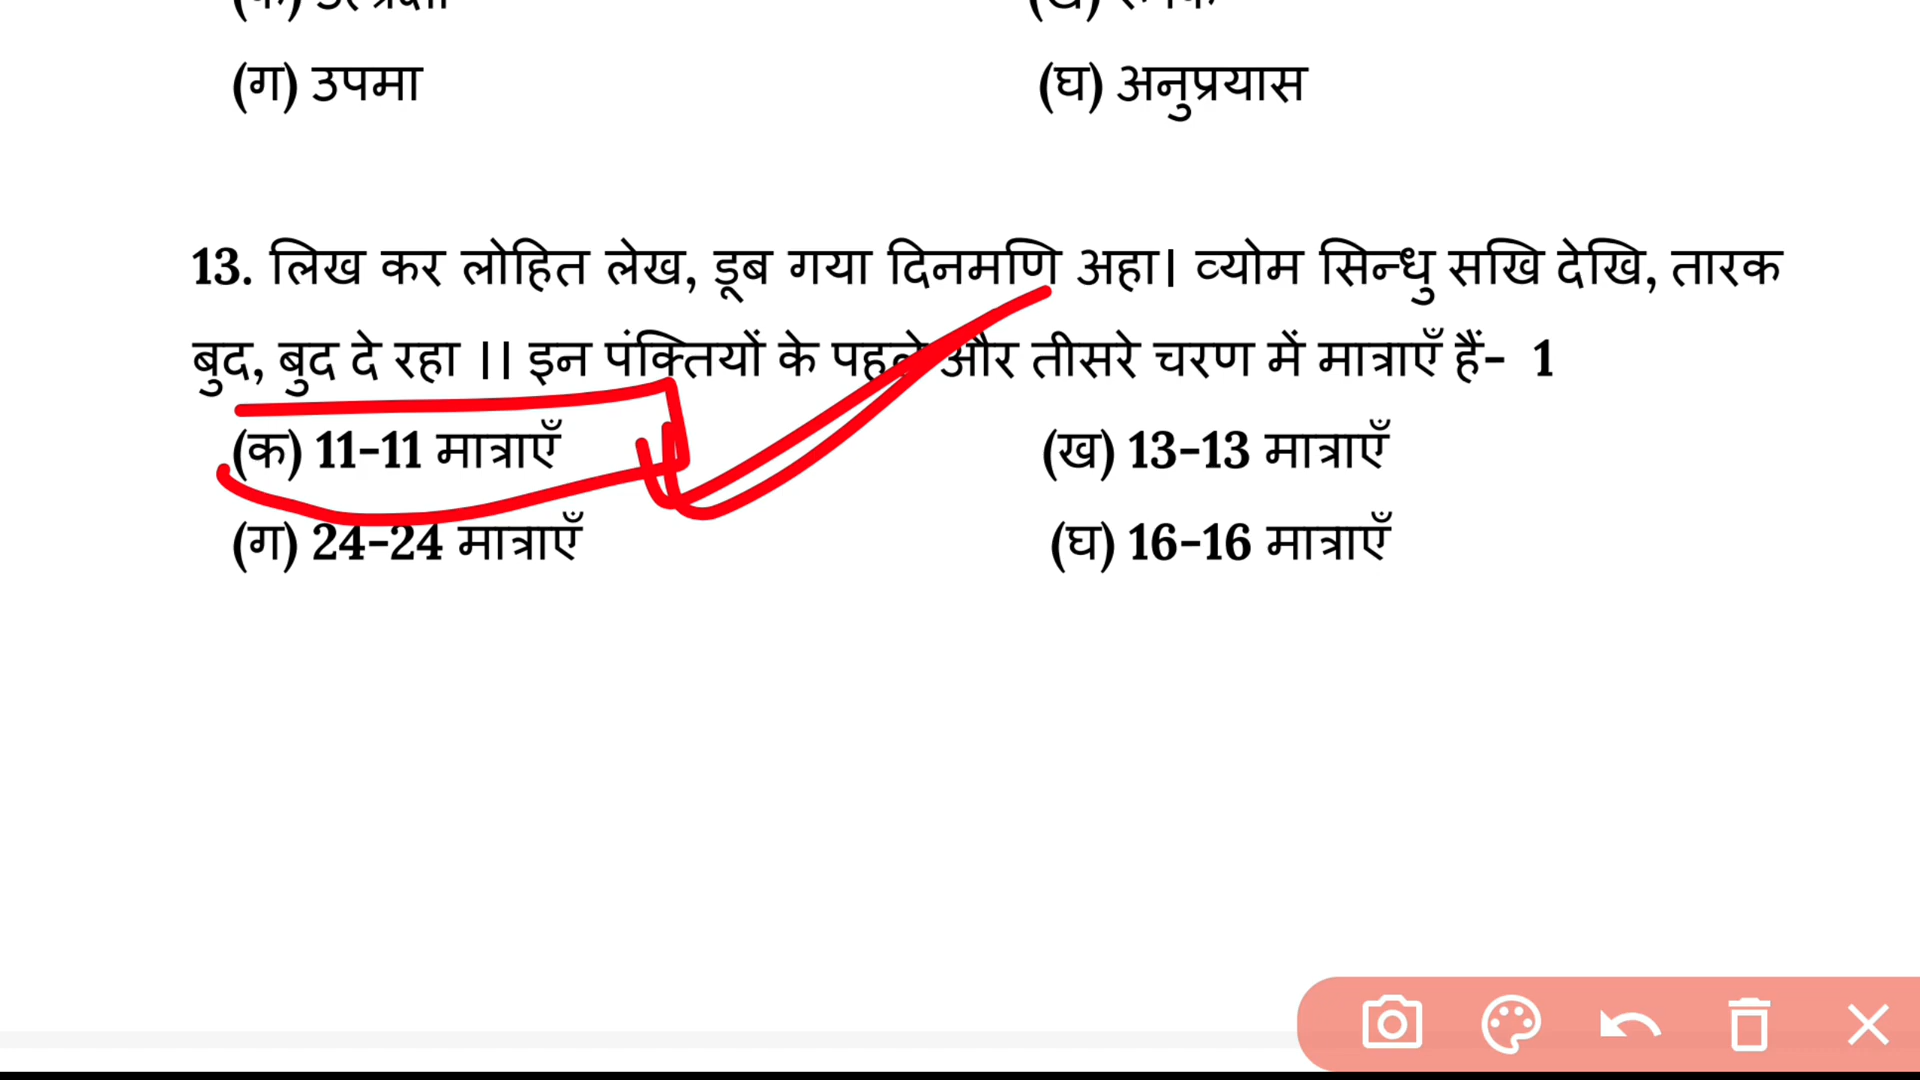 (ग) उपमा (घ) अनुप्रयास
13. लिख कर लोहित लेख, डूब गया दिनमणि अहा। व्योम सिन्धु सखि देखि, तारक
बुद, बुद दे रहा ।। इन पंक्तियों के पहले और तीसरे चरण में मात्राएँ हैं- 1
(क) 11-11 मात्राएँ (ख) 13-13 मात्राएँ
(ग) 24-24 मात्राएँ (घ) 16-16 मात्राएँ